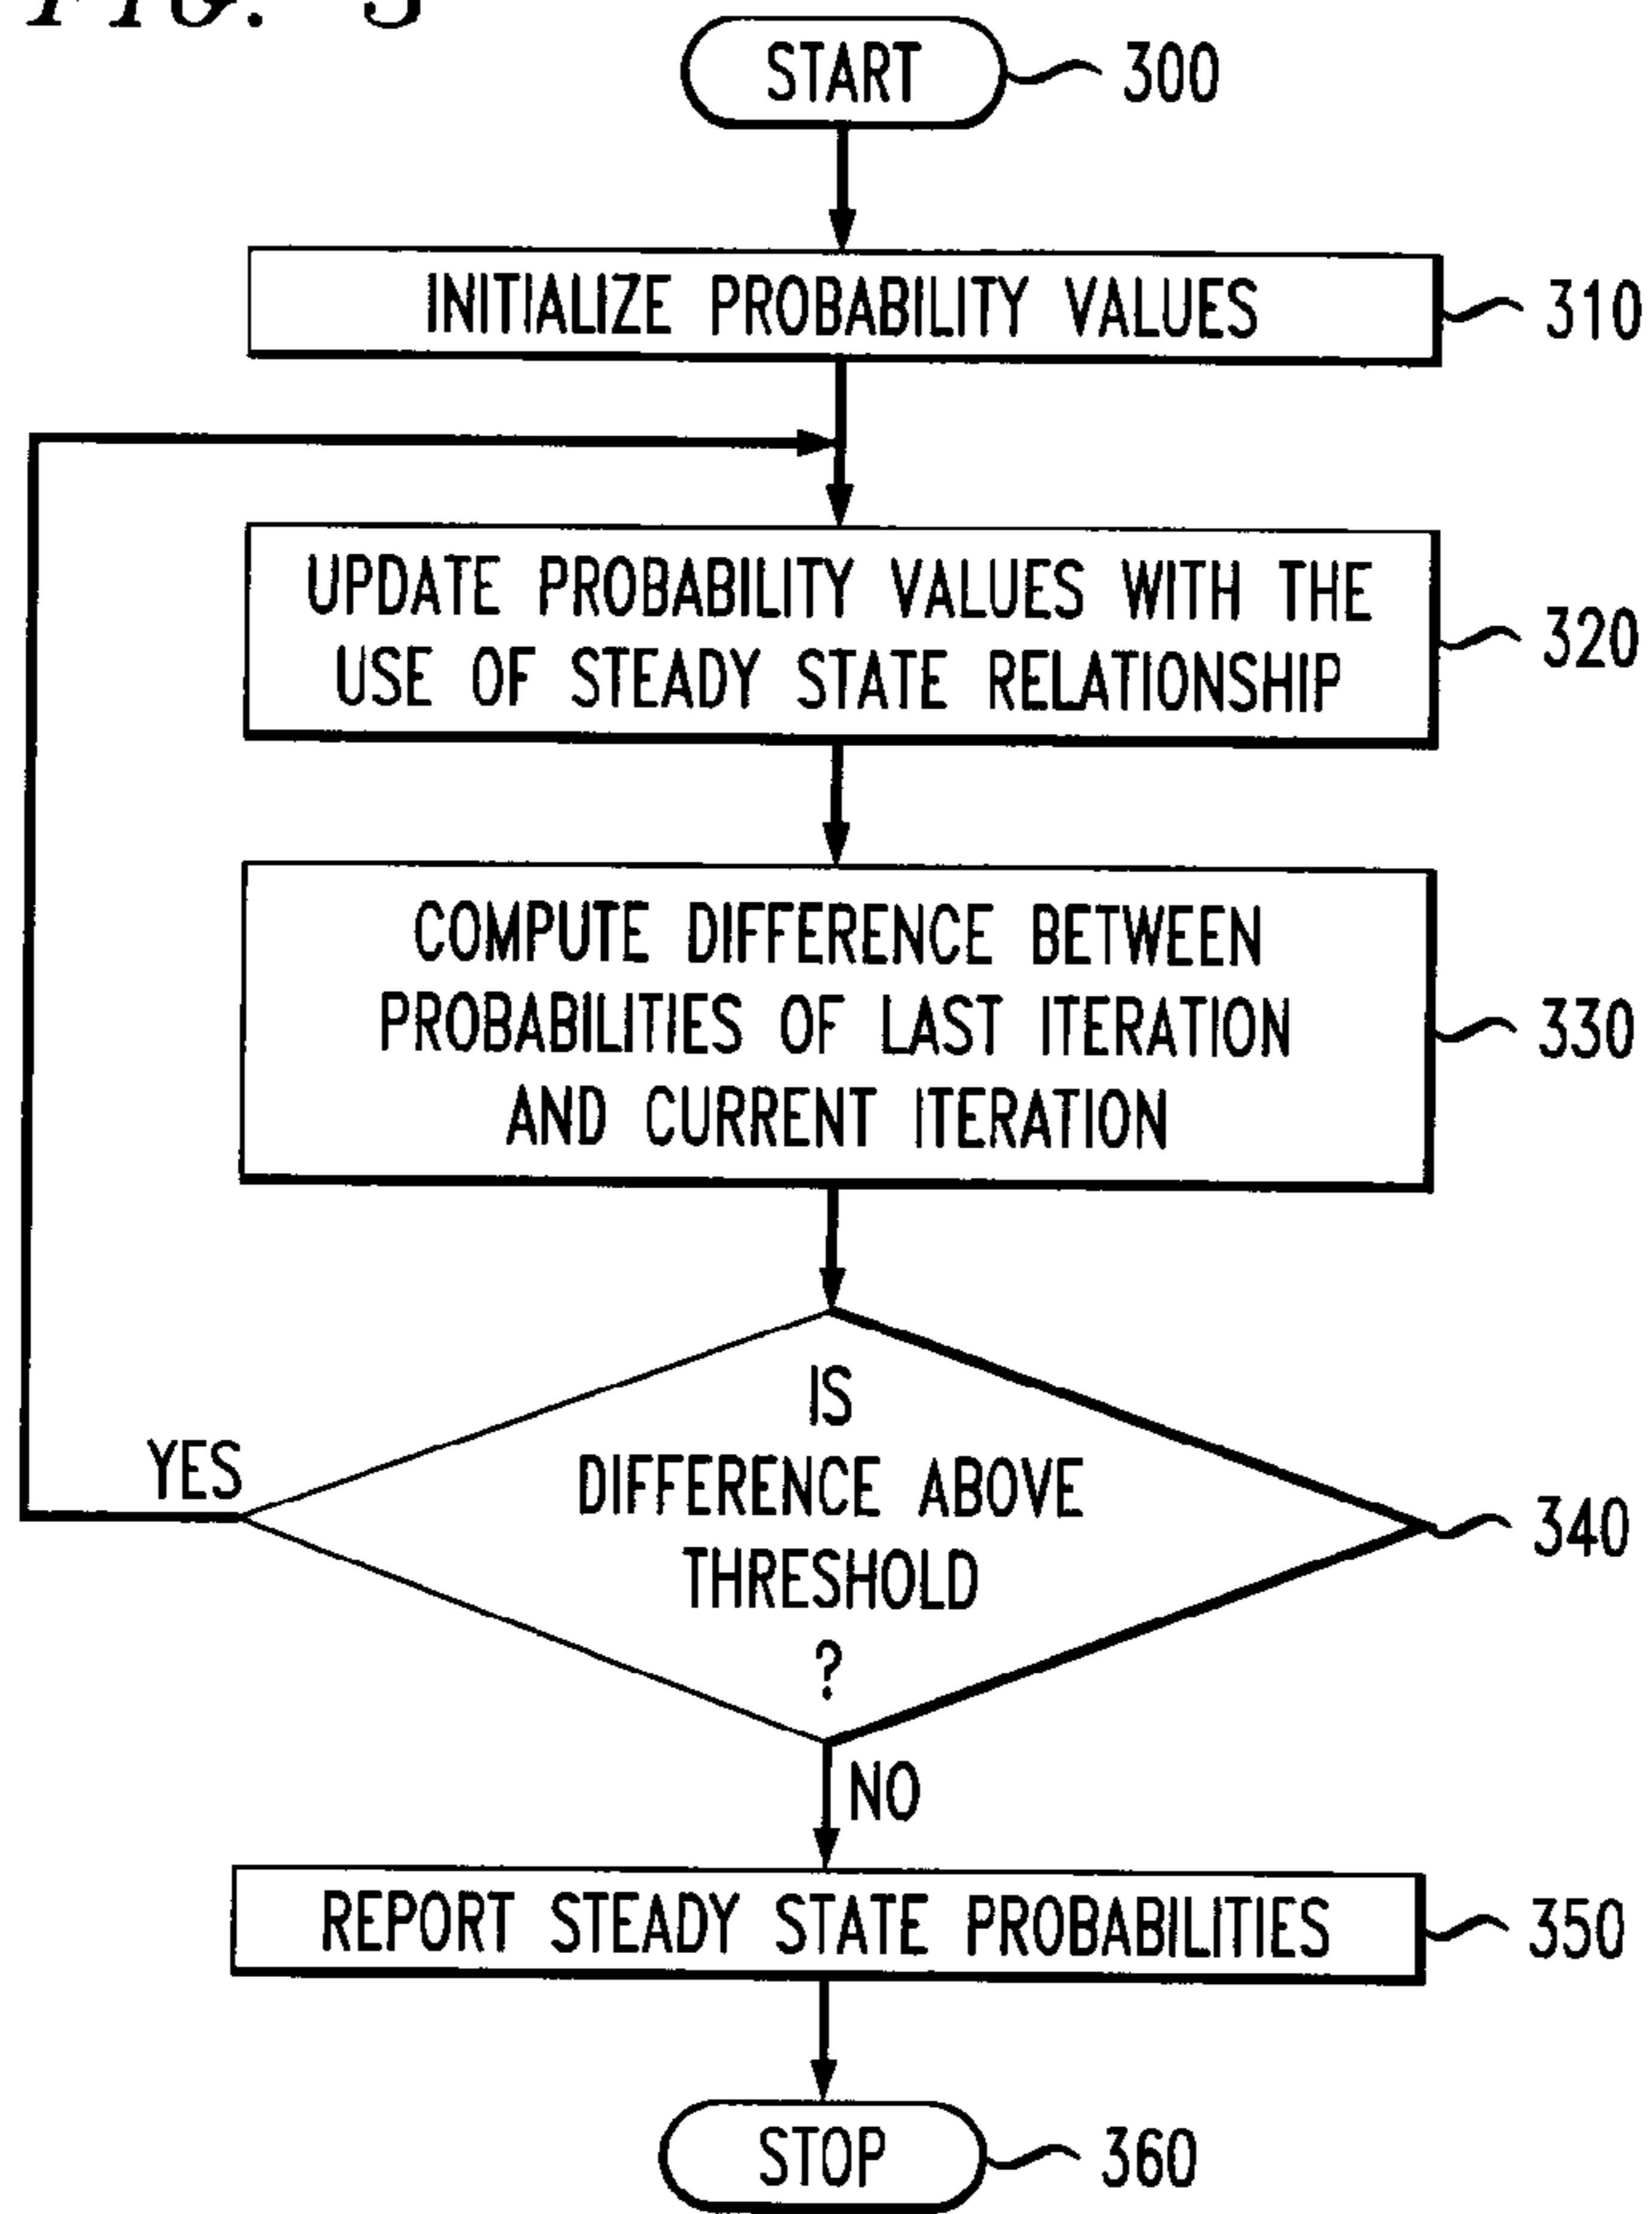 FIG. 3
START
300
INITIALIZE PROBABILITY VALUES
310
UPDATE PROBABILITY VALUES WITH THE
USE OF STEADY STATE RELATIONSHIP
320
COMPUTE DIFFERENCE BETWEEN
PROBABILITIES OF LAST ITERATION
AND CURRENT ITERATION
330
IS
DIFFERENCE ABOVE
THRESHOLD
?
YES
340
NO
REPORT STEADY STATE PROBABILITIES
350
STOP
360